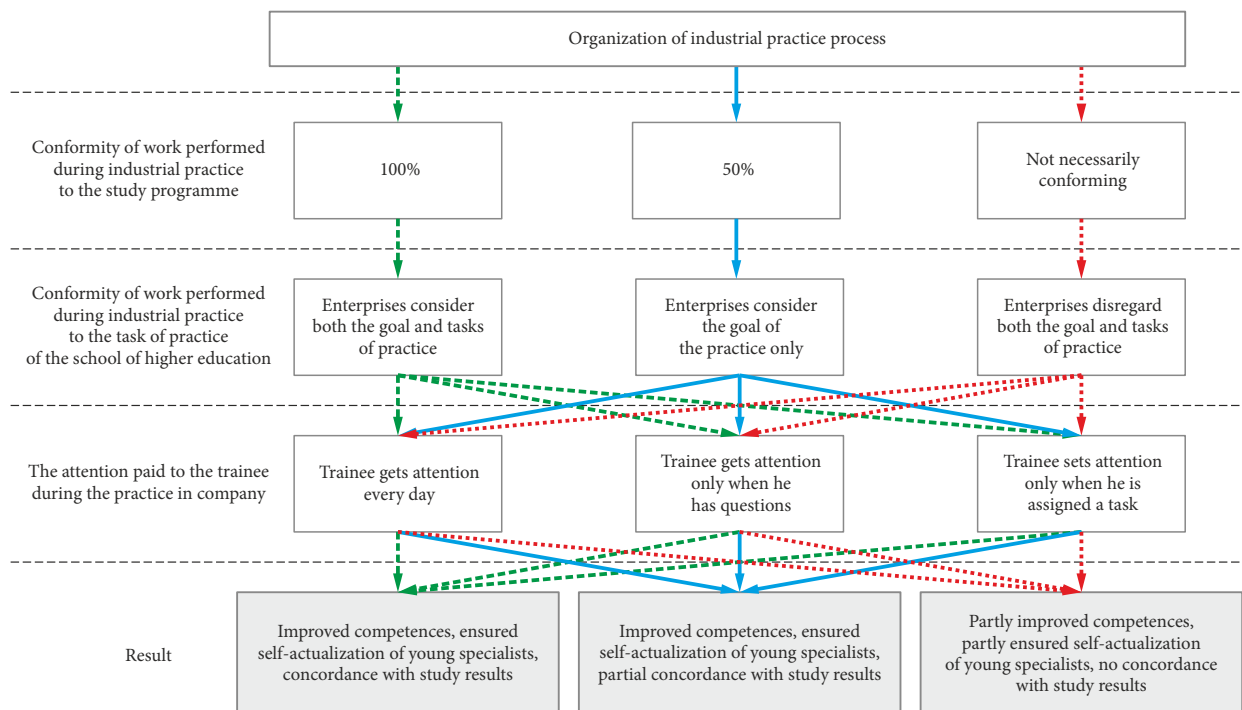 Organization of industrial practice process
Conformity of work performed
during industrial practice
to the study programme
100%
50%
Not necessarily
conforming
Conformity of work performed
during industrial practice
to the task of practice
of the school of higher education
Enterprises consider
both the goal and tasks
of practice
Enterprises consider
the goal of
the practice only
Enterprises disregard
both the goal and tasks
of practice
The attention paid to the trainee
during the practice in company
Trainee gets attention
every day
Trainee gets attention
only when he
has questions
Trainee sets attention
only when he is
assigned a task
Result
Improved competences, ensured
self-actualization of young specialists,
concordance with study results
Improved competences, ensured
self-actualization of young specialists,
partial concordance with study results
Partly improved competences,
partly ensured self-actualization
of young specialists, no concordance
with study results